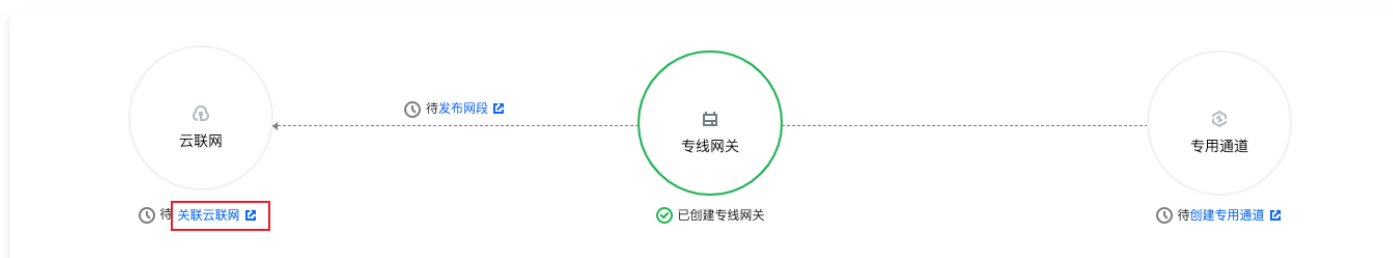 待发布网段
云联网
专线网关
专用通道
待 关联云联网
已创建专线网关
待创建专用通道